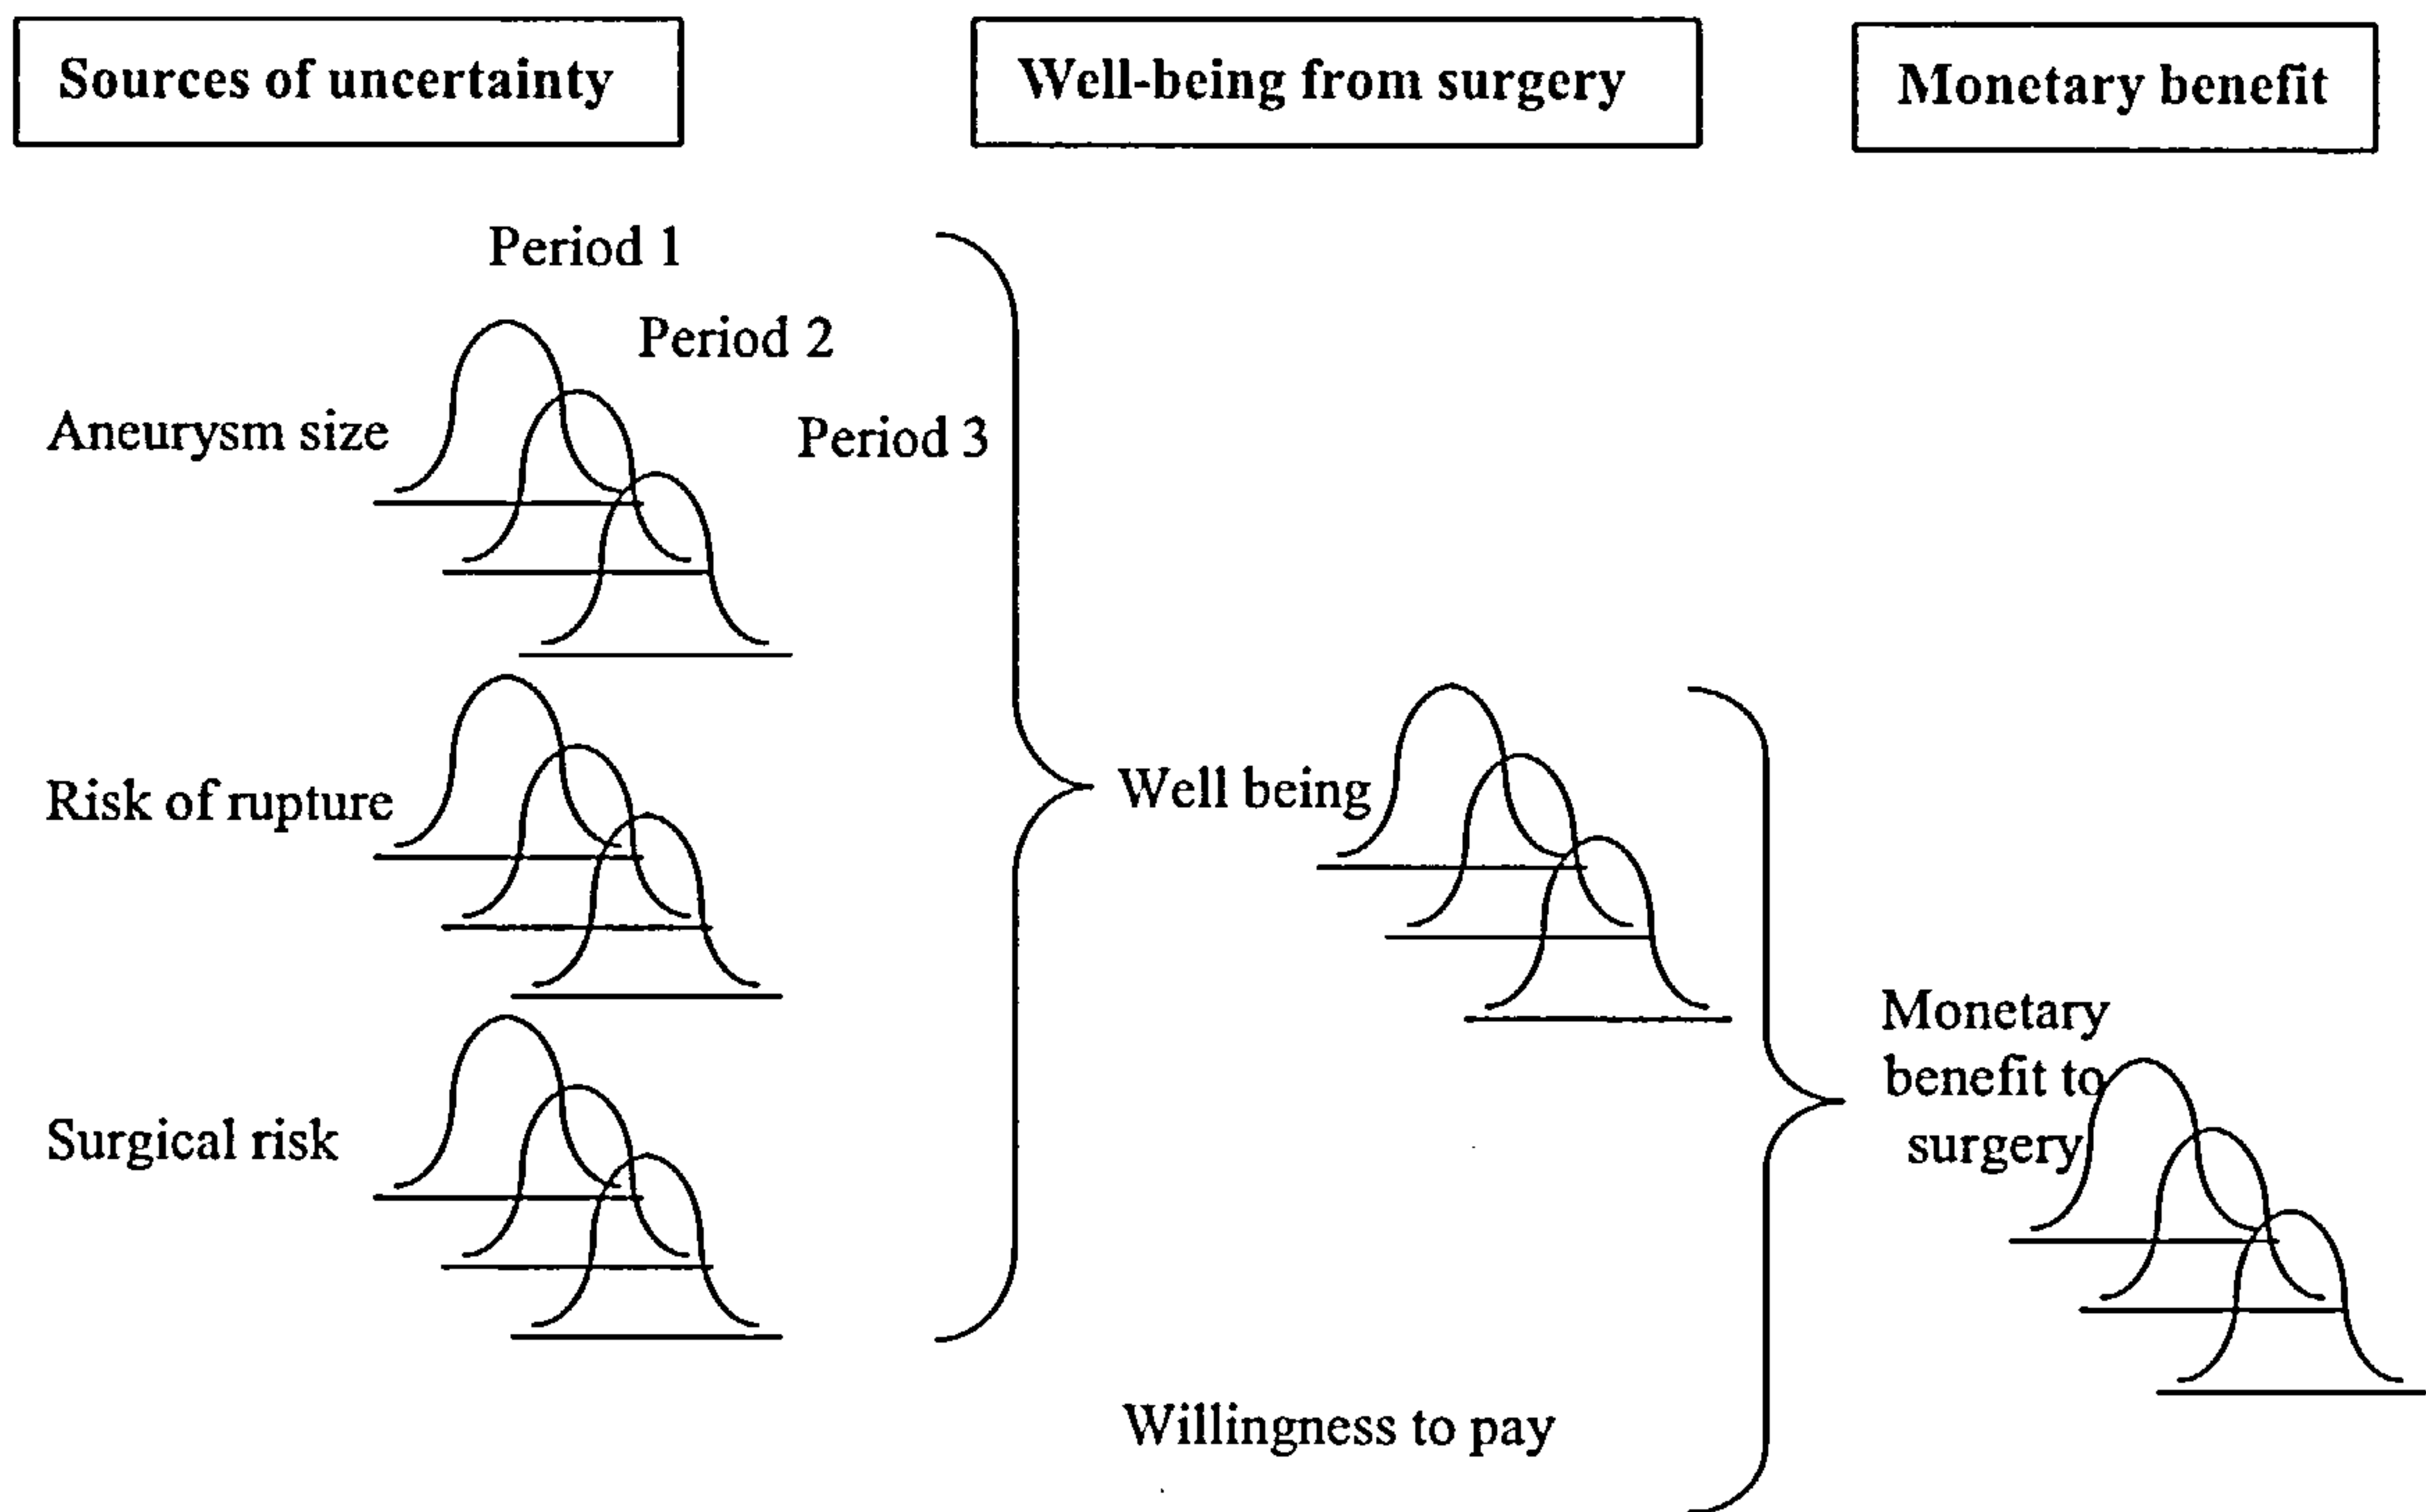 Sources of uncertainty
Well-being from surgery
Monetary benefit
Period 1
Period 2
Period 3
Aneurysm size
Risk of rupture
Surgical risk
Well being
Willingness to pay
Monetary
benefit to
surgery